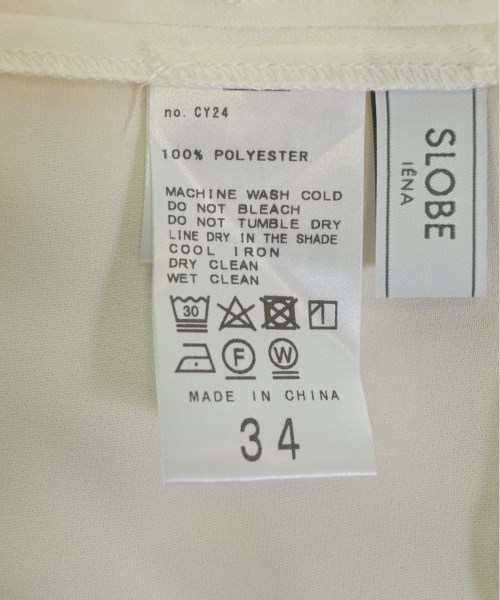 no. CY24
100% POLYESTER
MACHINE WASH COLD
DO NOT BLEACH
DO NOT TUMBLE DRY
LINE DRY IN THE SHADE
COOL IRON
DRY CLEAN
WET CLEAN
30
F W
MADE IN CHINA
34
SLOBE
IÉNA